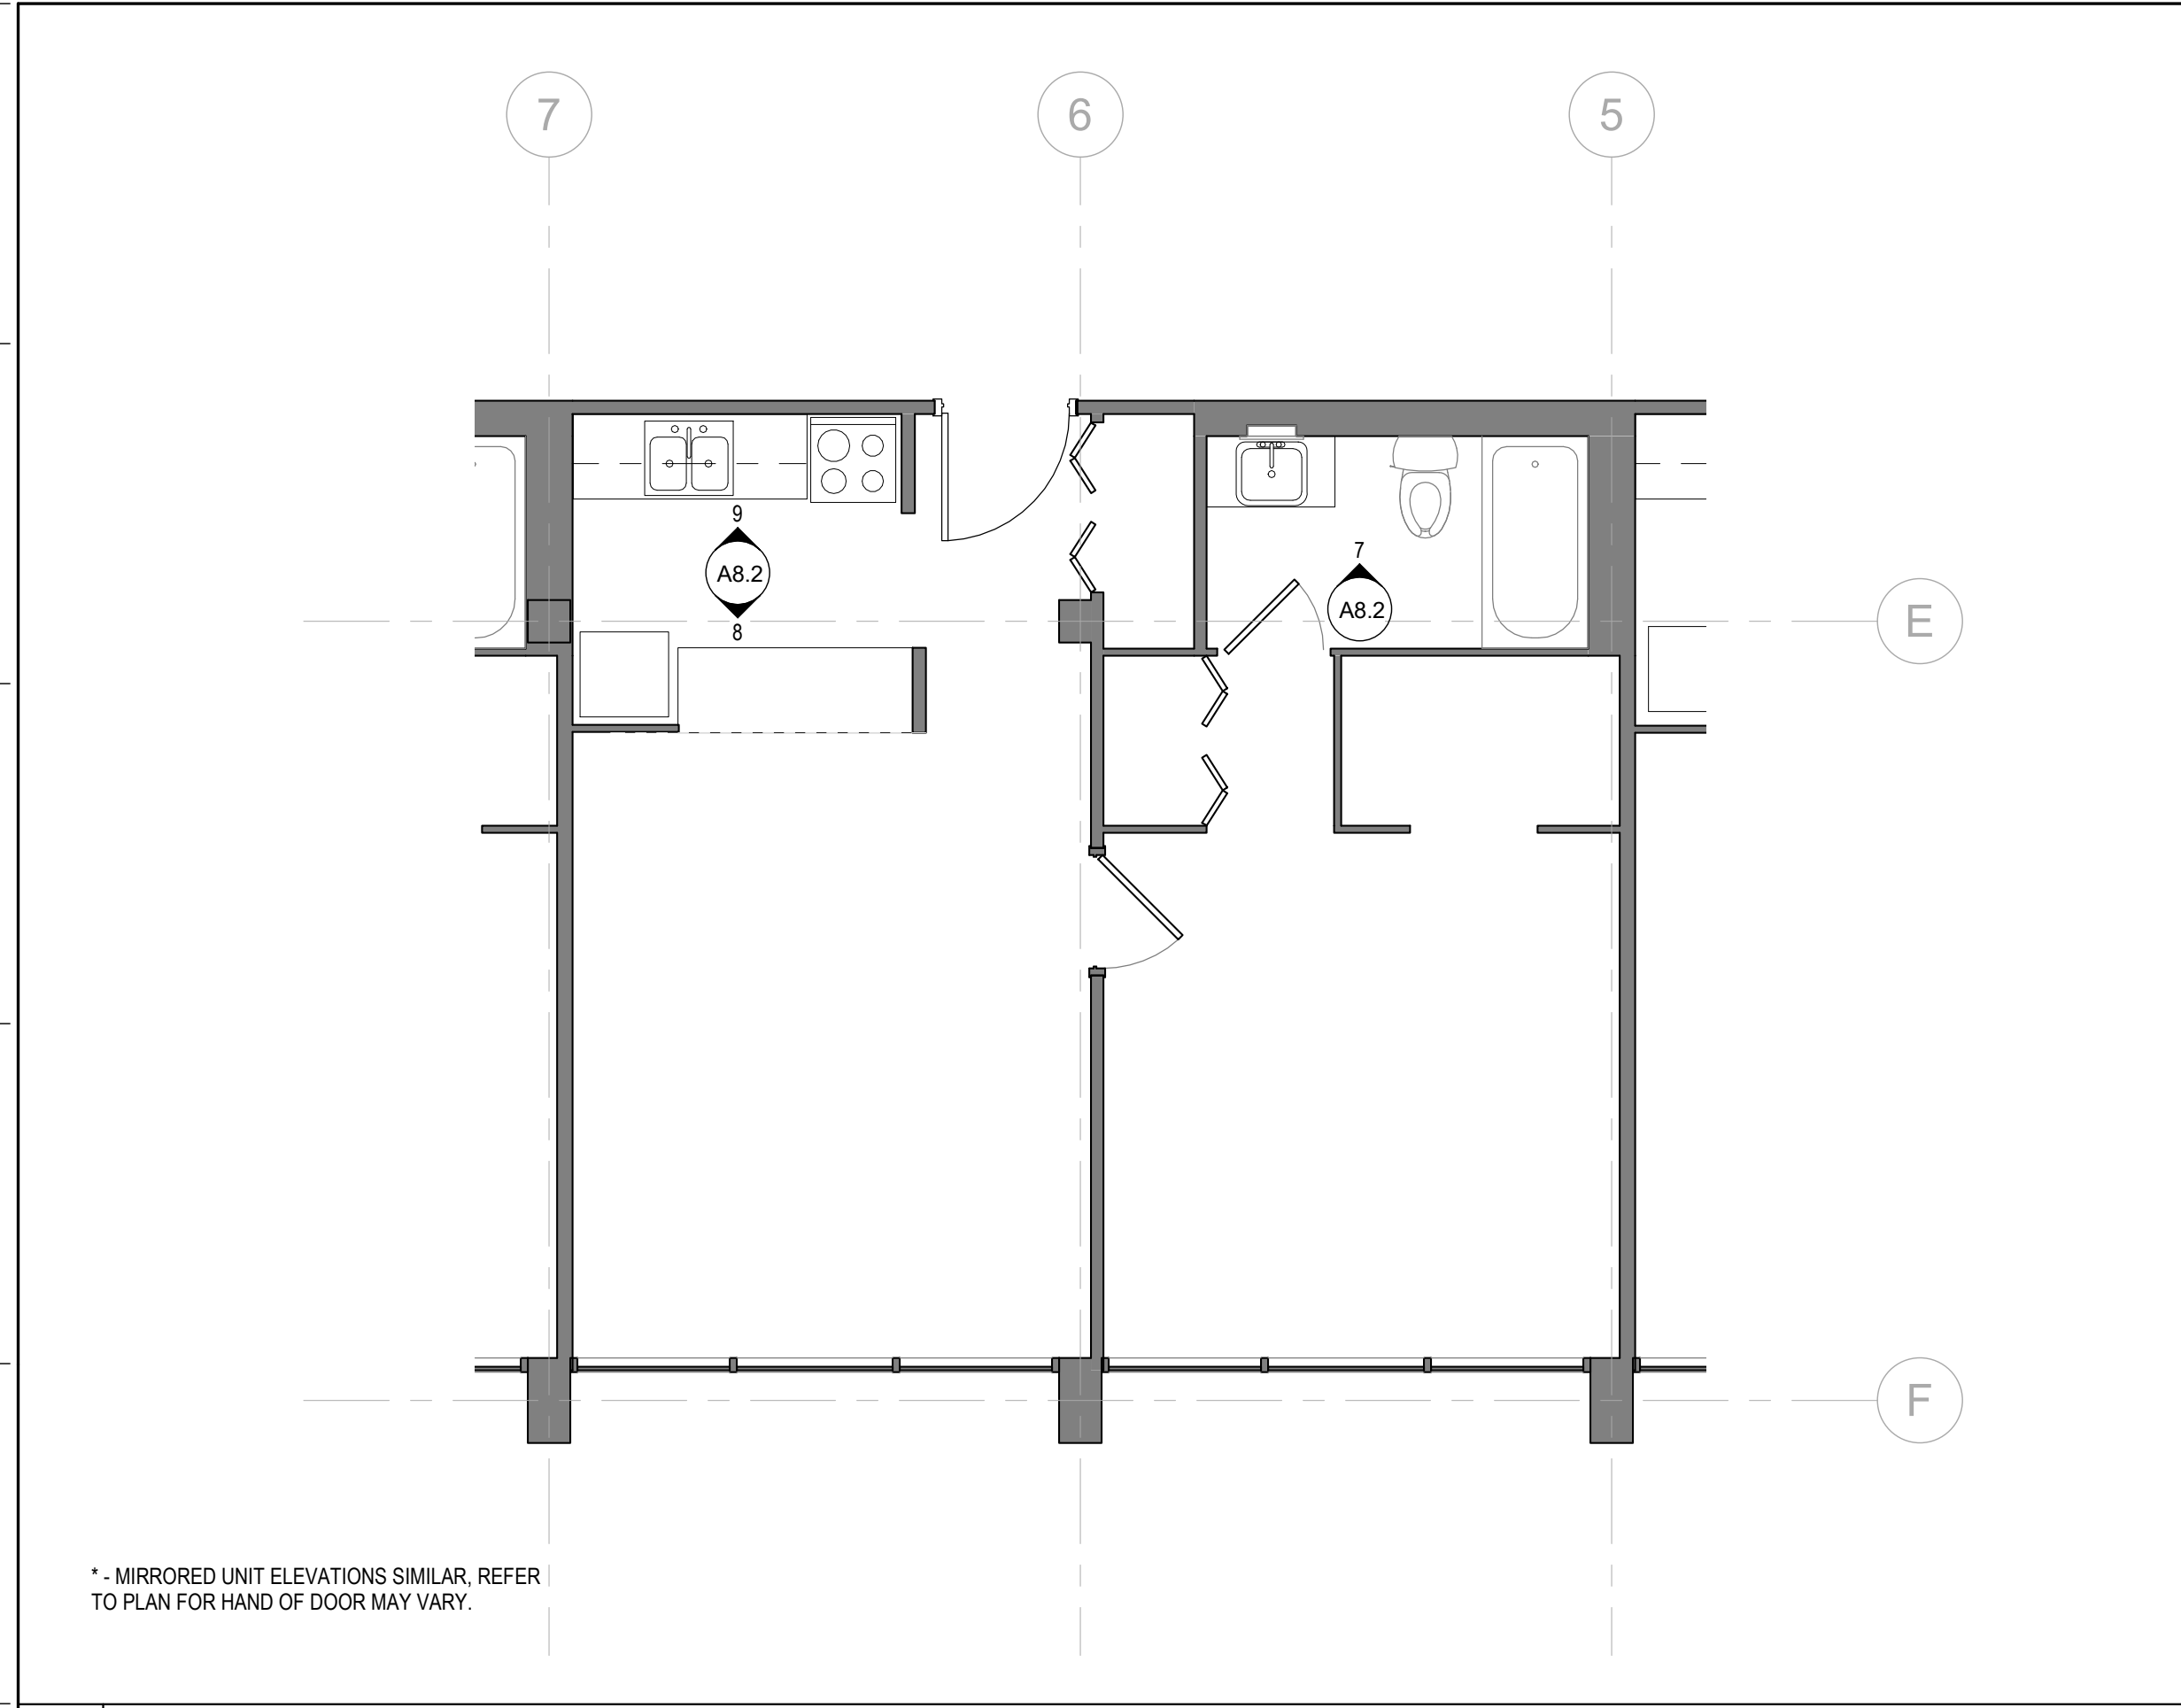 7
6
5
9
A8.2
8
7
A8.2
E
F
* - MIRRORED UNIT ELEVATIONS SIMILAR, REFER
TO PLAN FOR HAND OF DOOR MAY VARY.